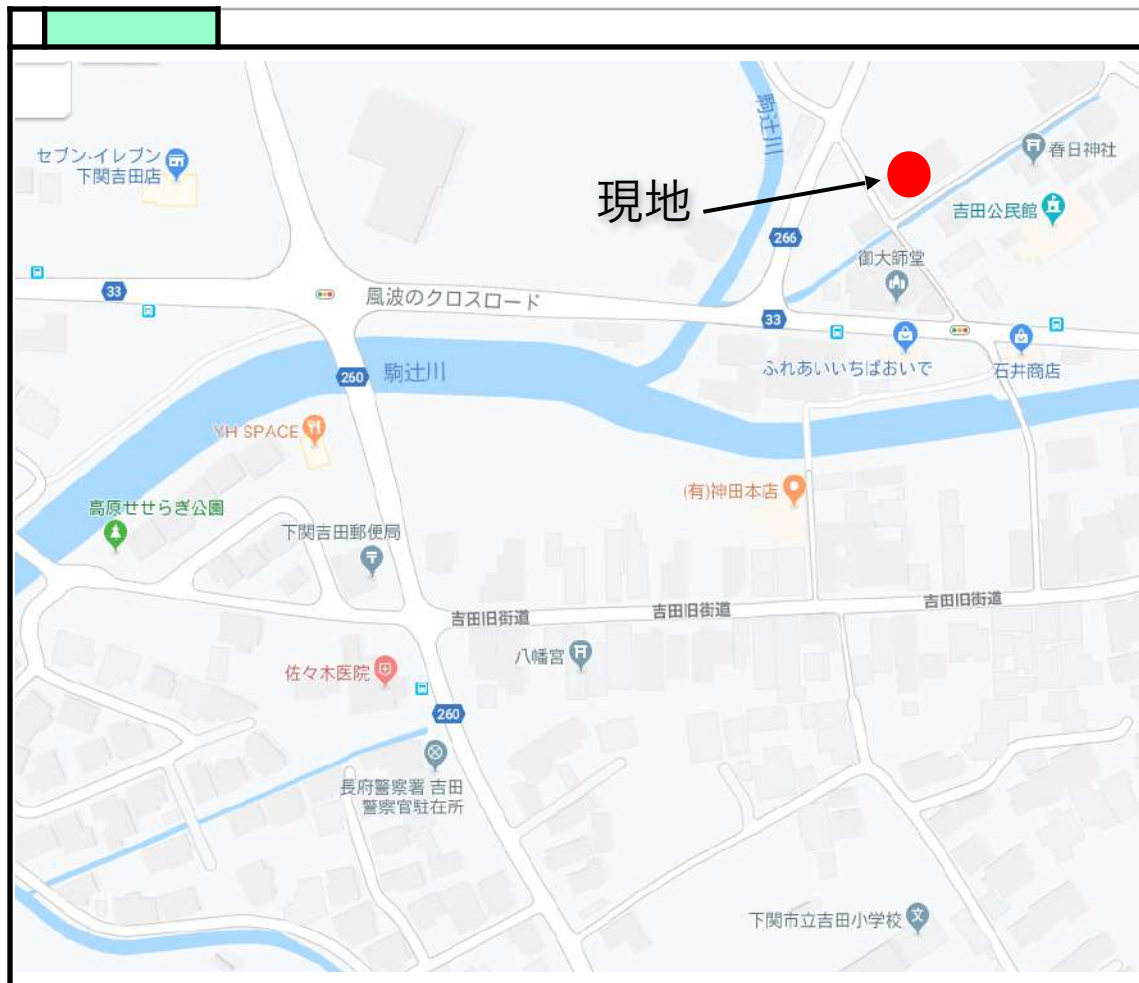 駒辻川
セブン-イレブン
下関吉田店
春日神社
現地
吉田公民館
266
御大師堂
33
風波のクロスロード
33
ふれあいいちばおいで
石井商店
260
駒辻川
YH SPACE
(有)神田本店
高原せせらぎ公園
下関吉田郵便局
吉田旧街道
吉田旧街道
吉田旧街道
八幡宮
佐々木医院
260
長府警察署 吉田
警察官駐在所
下関市立吉田小学校
文